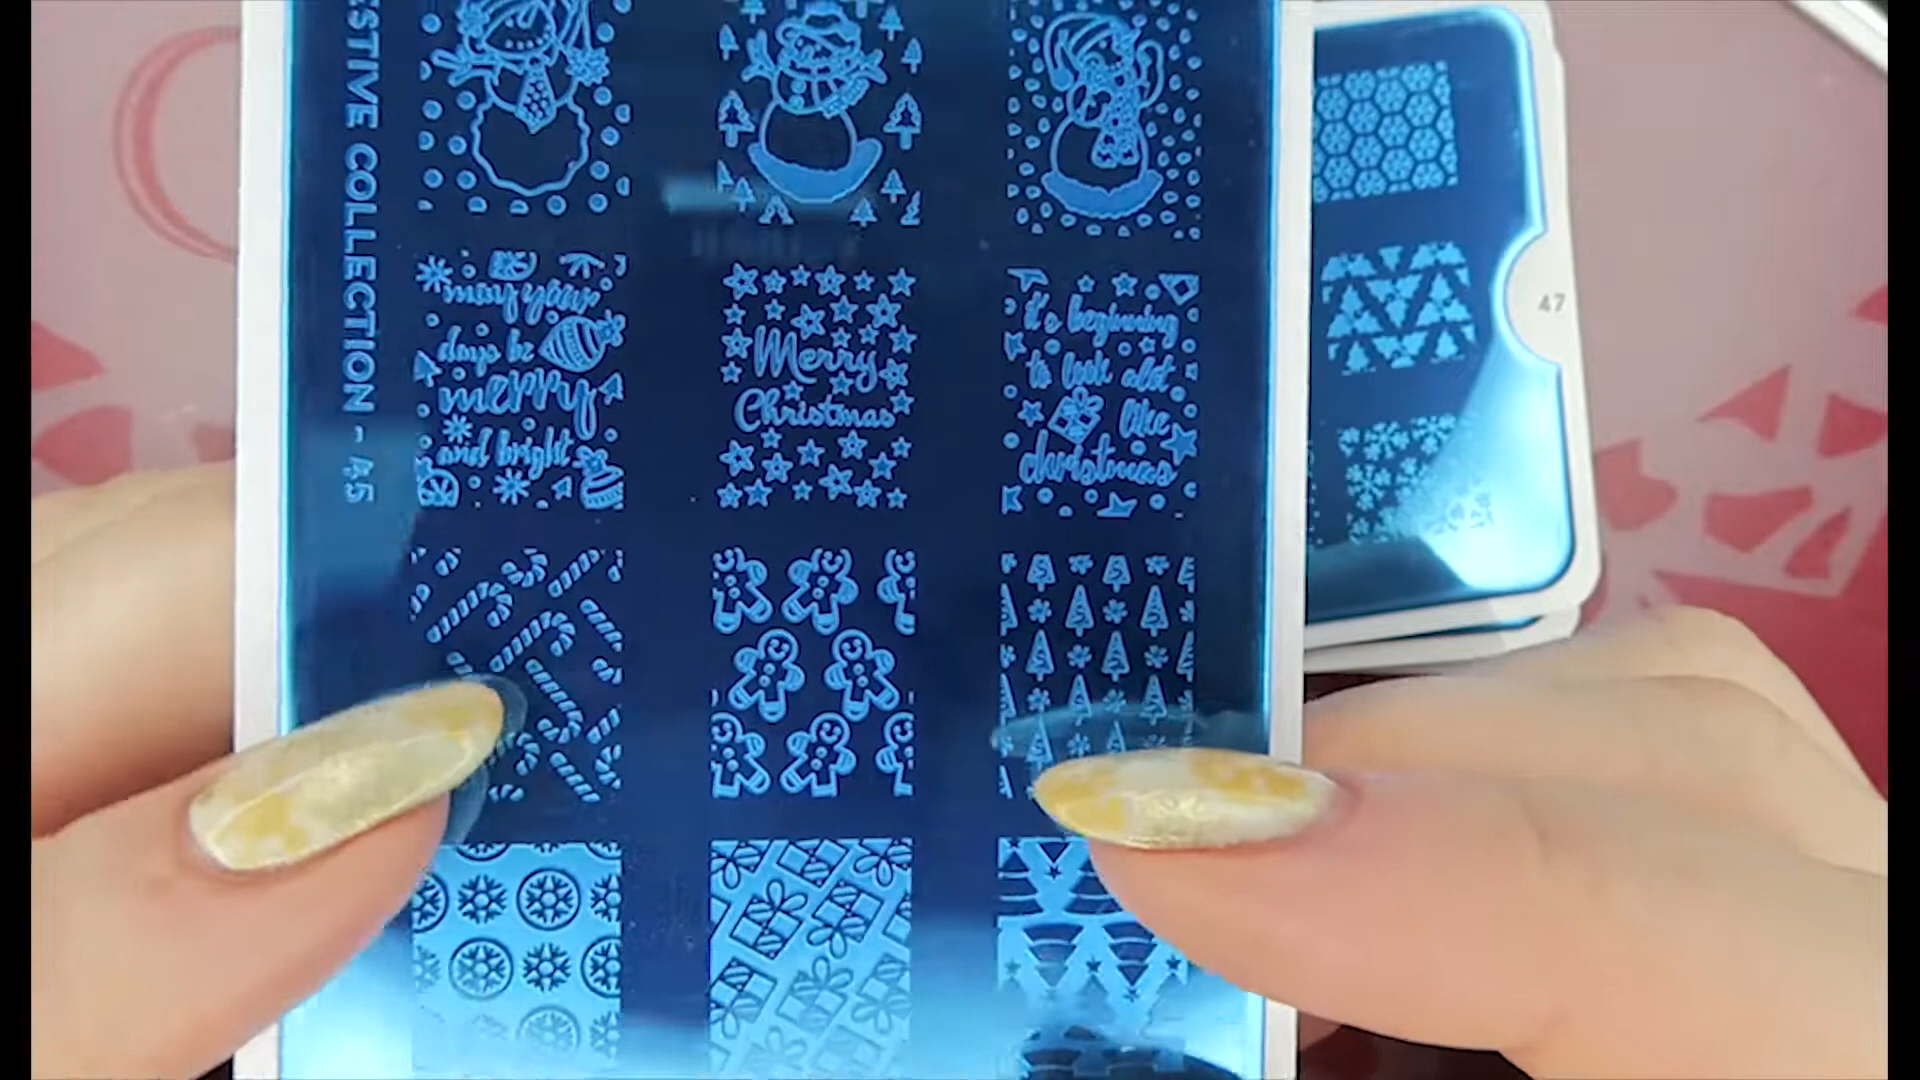 STIVE COLLECTION - 45
may your
days be
merry
and bright
Merry
Christmas
it's beginning
to look alot
like
christmas
47